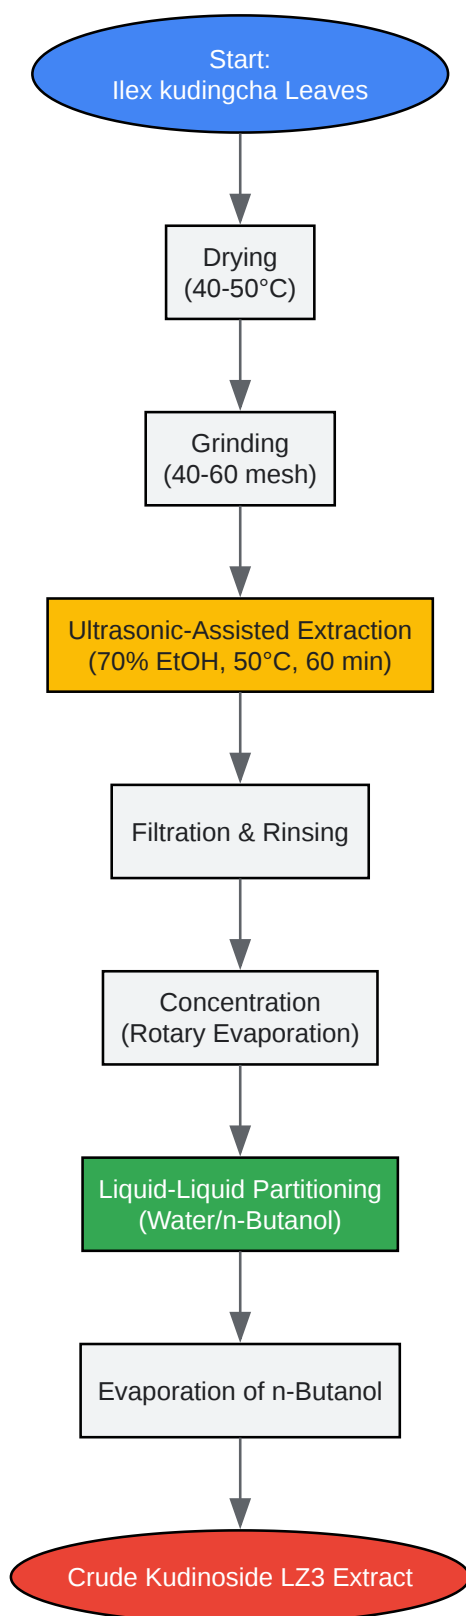 Start:
Ilex kudingcha Leaves
Drying
(40-50°C)
Grinding
(40-60 mesh)
Ultrasonic-Assisted Extraction
(70% EtOH, 50°C, 60 min)
Filtration & Rinsing
Concentration
(Rotary Evaporation)
Liquid-Liquid Partitioning
(Water/n-Butanol)
Evaporation of n-Butanol
Crude Kudinoside LZ3 Extract